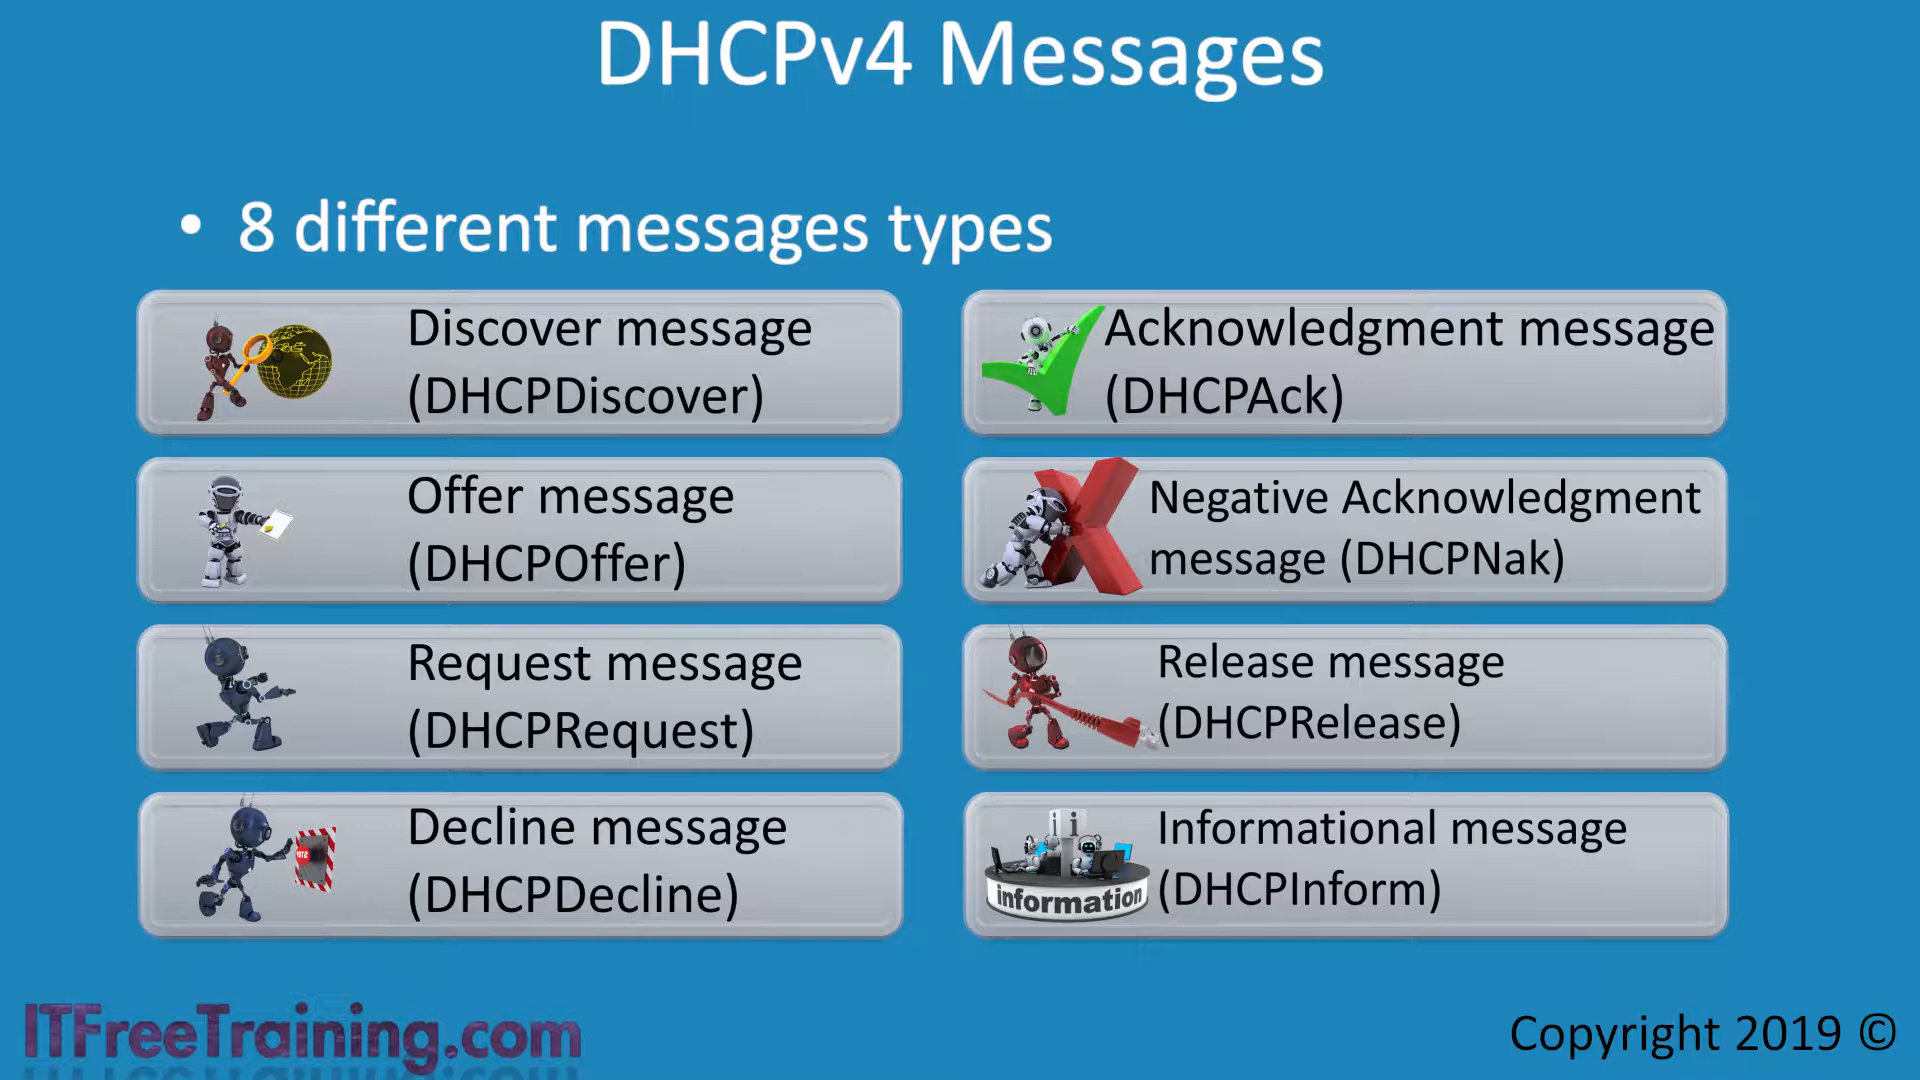 DHCPv4 Messages
• 8 different messages types
Discover message
(DHCPDiscover)
Offer message
(DHCPOffer)
Request message
(DHCPRequest)
Decline message
(DHCPDecline)
Acknowledgment message
(DHCPAck)
Negative Acknowledgment
message (DHCPNak)
Release message
(DHCPRelease)
Informational message
(DHCPInform)
i i
information
ITFreeTraining.com
Copyright 2019 ©